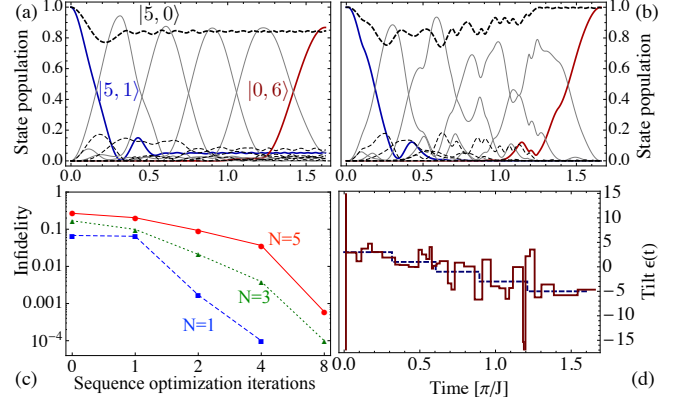 (a)
|5, 0⟩
(b)
State population
1.0
0.8
0.6
0.4
0.2
0.0
|5, 1⟩
|0, 6⟩
0.0 0.5 1.0 1.5
0.0 0.5 1.0 1.5
1.0
0.8
0.6
0.4
0.2
0.0
State population
Infidelity
1
0.1
0.01
0.001
10⁻⁴
N=5
N=3
N=1
0 1 2 4 8
(c) Sequence optimization iterations
15
10
5
0
−5
−10
−15
Tilt ϵ(t)
0.0 0.5 1.0 1.5
Time [π/J]
(d)